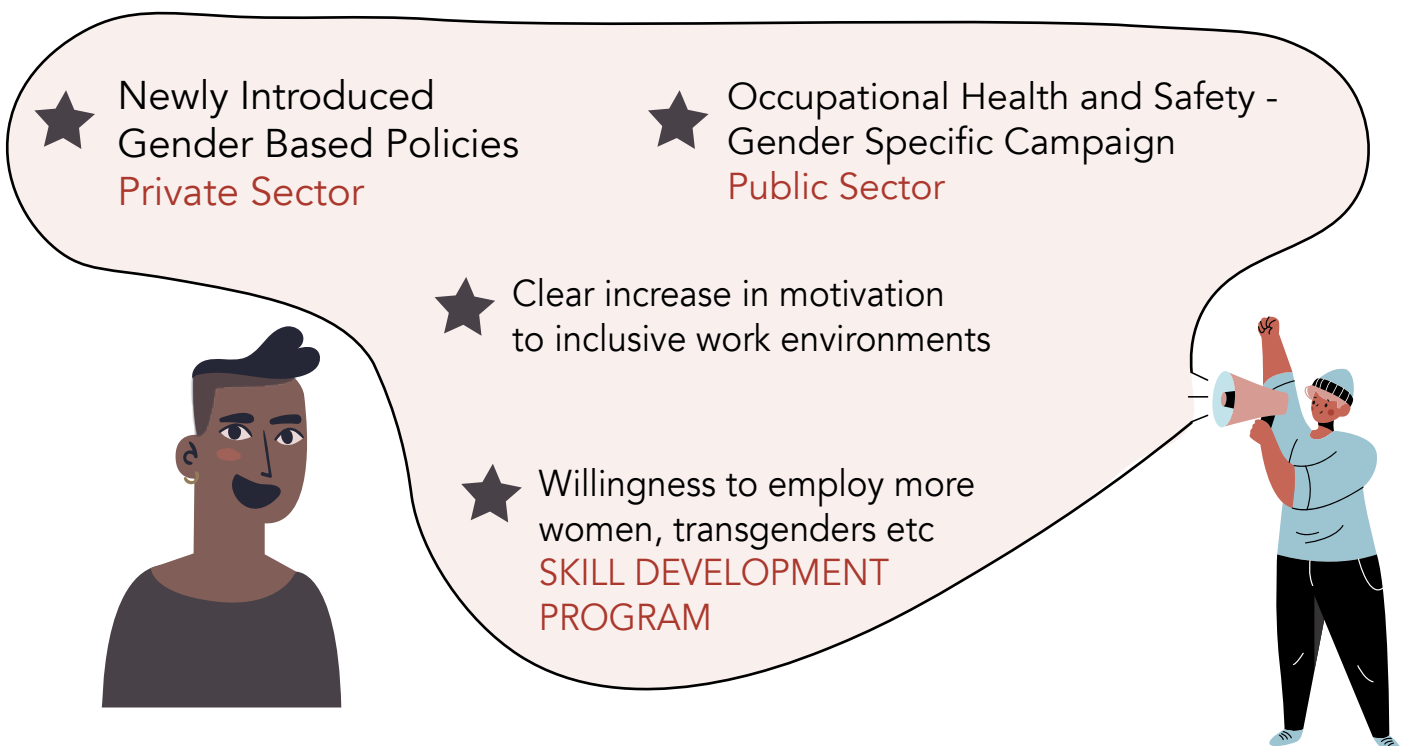 Newly Introduced
Gender Based Policies
Private Sector
Occupational Health and Safety -
Gender Specific Campaign
Public Sector
Clear increase in motivation
to inclusive work environments
Willingness to employ more
women, transgenders etc
SKILL DEVELOPMENT
PROGRAM